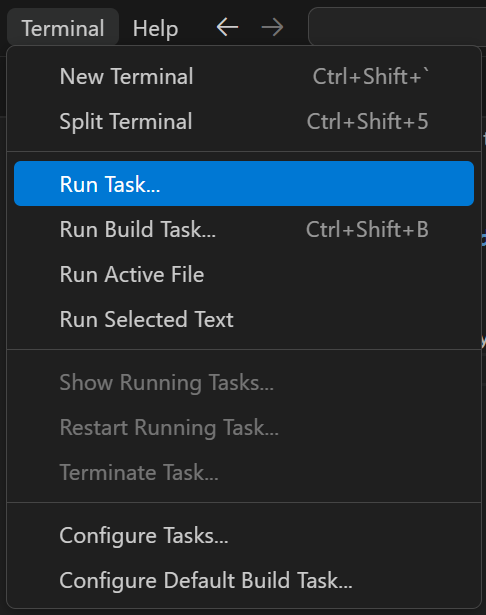 Terminal Help
New Terminal Ctrl+Shift+`
Split Terminal Ctrl+Shift+5
Run Task...
Run Build Task... Ctrl+Shift+B
Run Active File
Run Selected Text
Show Running Tasks...
Restart Running Task...
Terminate Task...
Configure Tasks...
Configure Default Build Task...